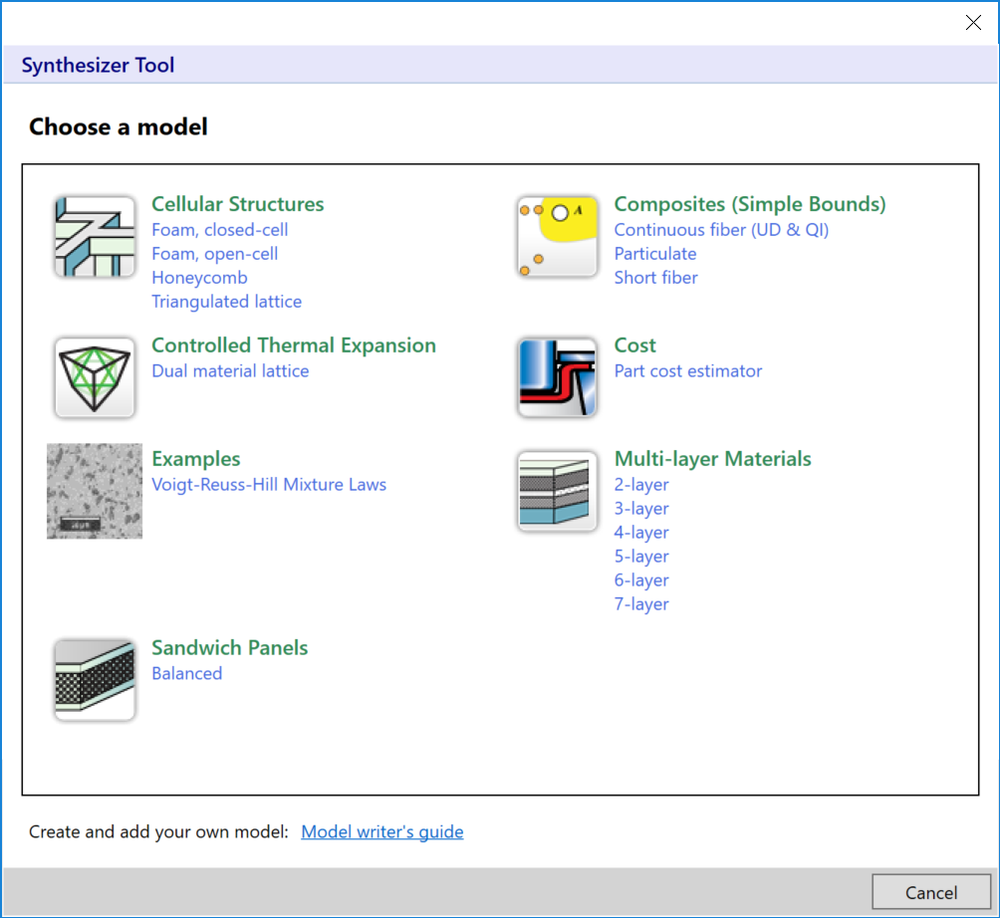 Synthesizer Tool
Choose a model
Cellular Structures
Foam, closed-cell
Foam, open-cell
Honeycomb
Triangulated lattice
Composites (Simple Bounds)
Continuous fiber (UD & QI)
Particulate
Short fiber
A
Controlled Thermal Expansion
Dual material lattice
Cost
Part cost estimator
Examples
Voigt-Reuss-Hill Mixture Laws
Multi-layer Materials
2-layer
3-layer
4-layer
5-layer
6-layer
7-layer
Sandwich Panels
Balanced
Create and add your own model: Model writer's guide
Cancel